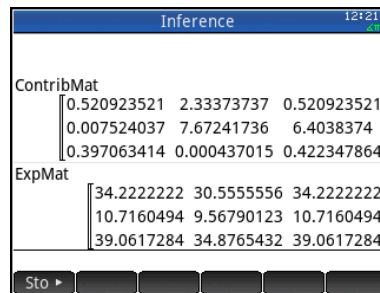 Inference 12:21
ContribMat
0.520923521 2.33373737 0.520923521
0.007524037 7.67241736 6.4038374
0.397063414 0.000437015 0.422347864
ExpMat
34.2222222 30.5555556 34.2222222
10.7160494 9.56790123 10.7160494
39.0617284 34.8765432 39.0617284
Sto ►